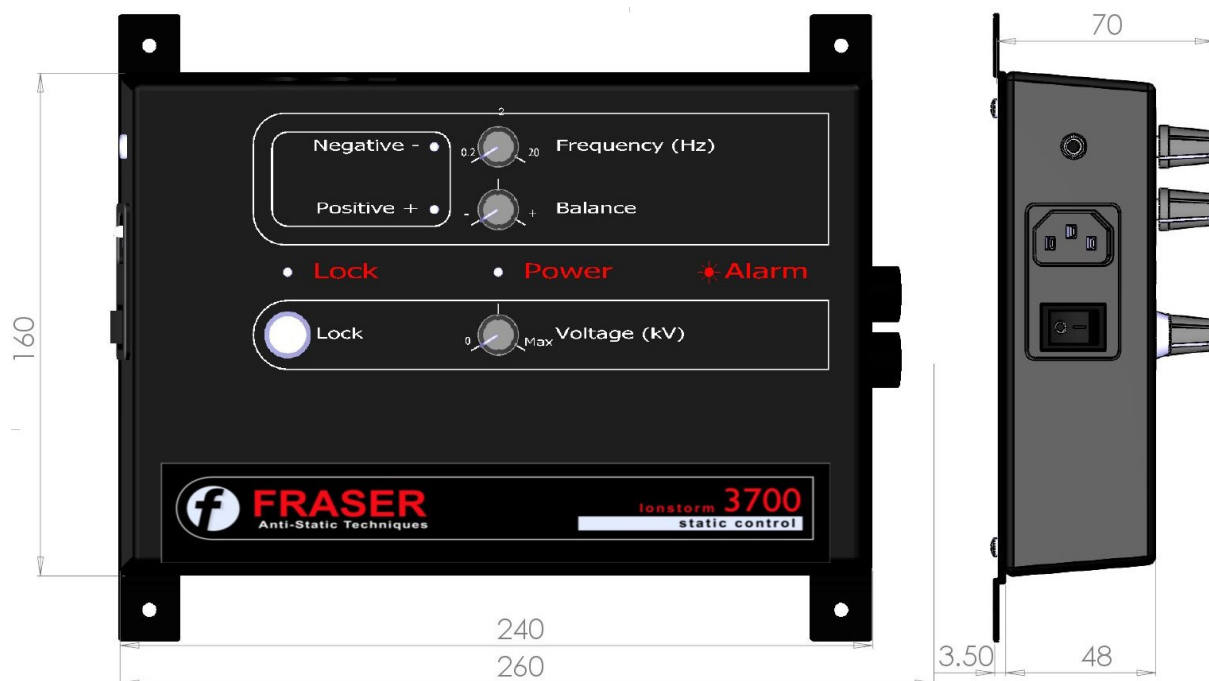 70
2
Negative -
0.2
20
Frequency (Hz)
Positive +
-
+
Balance
Lock
Power
Alarm
160
Lock
0
Max
Voltage (kV)
f
FRASER
Anti-Static Techniques
Ionstorm 3700
static control
240
260
3.50
48